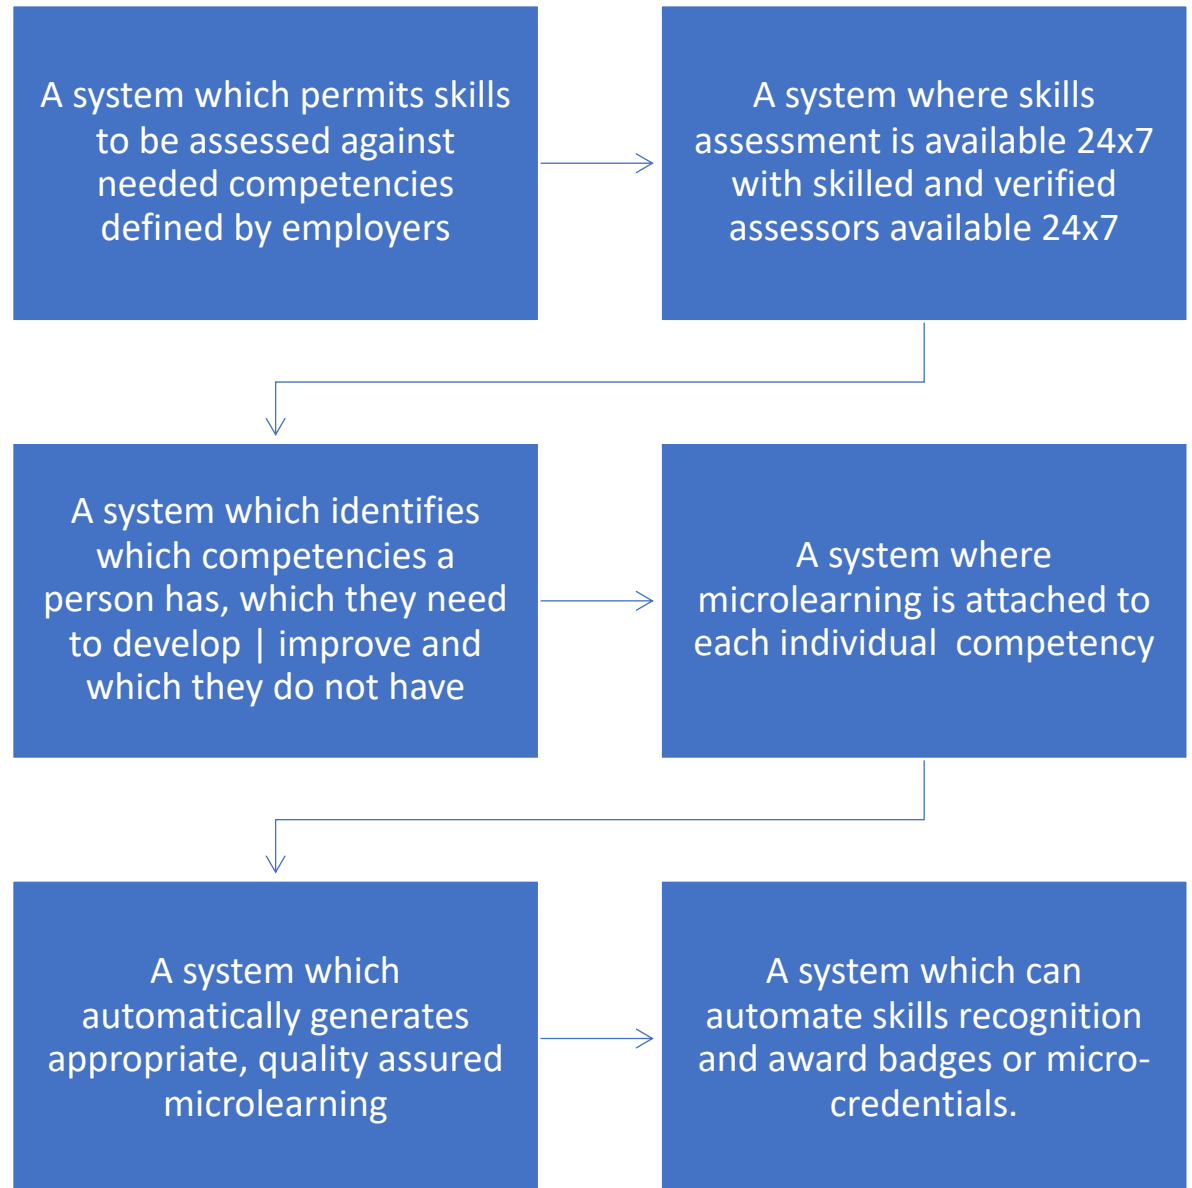 A system which permits skills
to be assessed against
needed competencies
defined by employers
A system where skills
assessment is available 24x7
with skilled and verified
assessors available 24x7
A system which identifies
which competencies a
person has, which they need
to develop | improve and
which they do not have
A system where
microlearning is attached to
each individual  competency
A system which
automatically generates
appropriate, quality assured
microlearning
A system which can
automate skills recognition
and award badges or micro-
credentials.